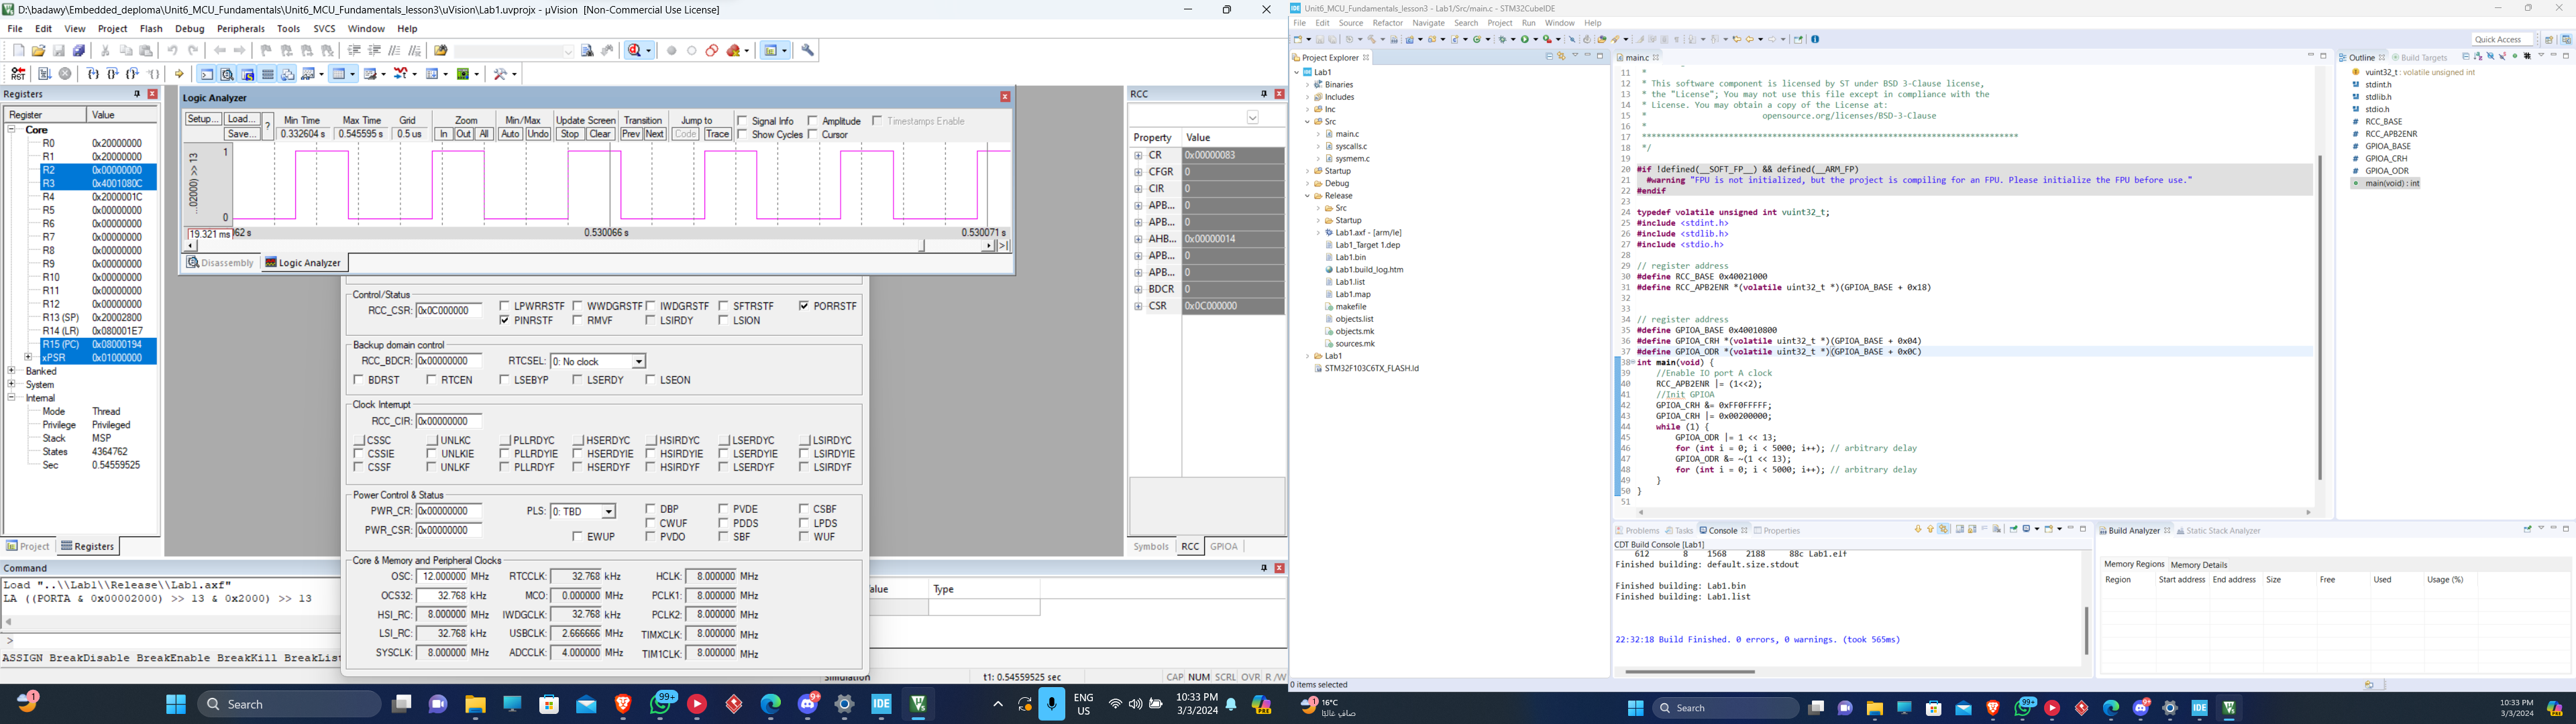 D:\badawy\Embedded_deploma\Unit6_MCU_Fundamentals\Unit6_MCU_Fundamentals_lesson3\uVision\Lab1.uvprojx - µVision [Non-Commercial Use License]
File Edit View Project Flash Debug Peripherals Tools SVCS Window Help
Registers
Register Value
Core
R0 0x20000000
R1 0x20000000
R2 0x00000000
R3 0x4001080C
R4 0x2000001C
R5 0x00000000
R6 0x00000000
R7 0x00000000
R8 0x00000000
R9 0x00000000
R10 0x00000000
R11 0x00000000
R12 0x00000000
R13 (SP) 0x20002800
R14 (LR) 0x080001E7
R15 (PC) 0x08000194
xPSR 0x01000000
Banked
System
Internal
Mode Thread
Privilege Privileged
Stack MSP
States 4364762
Sec 0.54559525
Project Registers
Logic Analyzer
Setup... Load... Min Time Max Time Grid Zoom Min/Max Update Screen Transition Jump to Signal Info Amplitude Timestamps Enable
Save... ? 0.332604 s 0.545595 s 0.5 us In Out All Auto Undo Stop Clear Prev Next Code Trace Show Cycles Cursor
...02000) >> 13
1
0
19.321 ms 062 s 0.530066 s 0.530071 s
Disassembly Logic Analyzer
Control/Status
RCC_CSR: 0x0C000000 LPWRRSTF WWDGRSTF IWDGRSTF SFTRSTF PORRSTF
PINRSTF RMVF LSIRDY LSION
Backup domain control
RCC_BDCR: 0x00000000 RTCSEL: 0: No clock
BDRST RTCEN LSEBYP LSERDY LSEON
Clock Interrupt
RCC_CIR: 0x00000000
CSSC UNLKC PLLRDYC HSERDYC HSIRDYC LSERDYC LSIRDYC
CSSIE UNLKIE PLLRDYIE HSERDYIE HSIRDYIE LSERDYIE LSIRDYIE
CSSF UNLKF PLLRDYF HSERDYF HSIRDYF LSERDYF LSIRDYF
Power Control & Status
PWR_CR: 0x00000000 PLS: 0: TBD DBP PVDE CSBF
CWUF PDDS LPDS
PWR_CSR: 0x00000000 EWUP PVDO SBF WUF
Core & Memory and Peripheral Clocks
OSC: 12.000000 MHz RTCCLK: 32.768 kHz HCLK: 8.000000 MHz
OCS32: 32.768 kHz MCO: 0.000000 MHz PCLK1: 8.000000 MHz
HSI_RC: 8.000000 MHz IWDGCLK: 32.768 kHz PCLK2: 8.000000 MHz
LSI_RC: 32.768 kHz USBCLK: 2.666666 MHz TIMXCLK: 8.000000 MHz
SYSCLK: 8.000000 MHz ADCCLK: 4.000000 MHz TIM1CLK: 8.000000 MHz
RCC
Property Value
CR 0x00000083
CFGR 0
CIR 0
APB... 0
APB... 0
AHB... 0x00000014
APB... 0
APB... 0
BDCR 0
CSR 0x0C000000
Symbols RCC GPIOA
Command
Load "..\\Lab1\\Release\\Lab1.axf"
LA ((PORTA & 0x00002000) >> 13 & 0x2000) >> 13
>
ASSIGN BreakDisable BreakEnable BreakKill BreakList
alue Type
Simulation t1: 0.54559525 sec CAP NUM SCRL OVR R/W
1 Search 99+ 9+ IDE ENG US 10:33 PM 3/3/2024
Unit6_MCU_Fundamentals_lesson3 - Lab1/Src/main.c - STM32CubeIDE
File Edit Source Refactor Navigate Search Project Run Window Help
Quick Access
Project Explorer
Lab1
Binaries
Includes
Inc
Src
main.c
syscalls.c
sysmem.c
Startup
Debug
Release
Src
Startup
Lab1.axf - [arm/le]
Lab1_Target 1.dep
Lab1.bin
Lab1.build_log.htm
Lab1.list
Lab1.map
makefile
objects.list
objects.mk
sources.mk
Lab1
STM32F103C6TX_FLASH.ld
main.c
11 *
12 * This software component is licensed by ST under BSD 3-Clause license,
13 * the "License"; You may not use this file except in compliance with the
14 * License. You may obtain a copy of the License at:
15 * opensource.org/licenses/BSD-3-Clause
16 *
17 ******************************************************************************
18 */
19
20 #if !defined(__SOFT_FP__) && defined(__ARM_FP)
21 #warning "FPU is not initialized, but the project is compiling for an FPU. Please initialize the FPU before use."
22 #endif
23
24 typedef volatile unsigned int vuint32_t;
25 #include <stdint.h>
26 #include <stdlib.h>
27 #include <stdio.h>
28
29 // register address
30 #define RCC_BASE 0x40021000
31 #define RCC_APB2ENR *(volatile uint32_t *)(GPIOA_BASE + 0x18)
32
33
34 // register address
35 #define GPIOA_BASE 0x40010800
36 #define GPIOA_CRH *(volatile uint32_t *)(GPIOA_BASE + 0x04)
37 #define GPIOA_ODR *(volatile uint32_t *)(GPIOA_BASE + 0x0C)
38 int main(void) {
39 //Enable IO port A clock
40 RCC_APB2ENR |= (1<<2);
41 //Init GPIOA
42 GPIOA_CRH &= 0xFF0FFFFF;
43 GPIOA_CRH |= 0x00200000;
44 while (1) {
45 GPIOA_ODR |= 1 << 13;
46 for (int i = 0; i < 5000; i++); // arbitrary delay
47 GPIOA_ODR &= ~(1 << 13);
48 for (int i = 0; i < 5000; i++); // arbitrary delay
49 }
50 }
51
Outline Build Targets
vuint32_t : volatile unsigned int
stdint.h
stdlib.h
stdio.h
RCC_BASE
RCC_APB2ENR
GPIOA_BASE
GPIOA_CRH
GPIOA_ODR
main(void) : int
Problems Tasks Console Properties
CDT Build Console [Lab1]
612 8 1568 2188 88c Lab1.elf
Finished building: default.size.stdout
Finished building: Lab1.bin
Finished building: Lab1.list
22:32:18 Build Finished. 0 errors, 0 warnings. (took 565ms)
Build Analyzer Static Stack Analyzer
Memory Regions Memory Details
Region Start address End address Size Free Used Usage (%)
0 items selected
16°C
صافٍ غالبًا
Search 99+ 9+ IDE 10:33 PM
3/3/2024